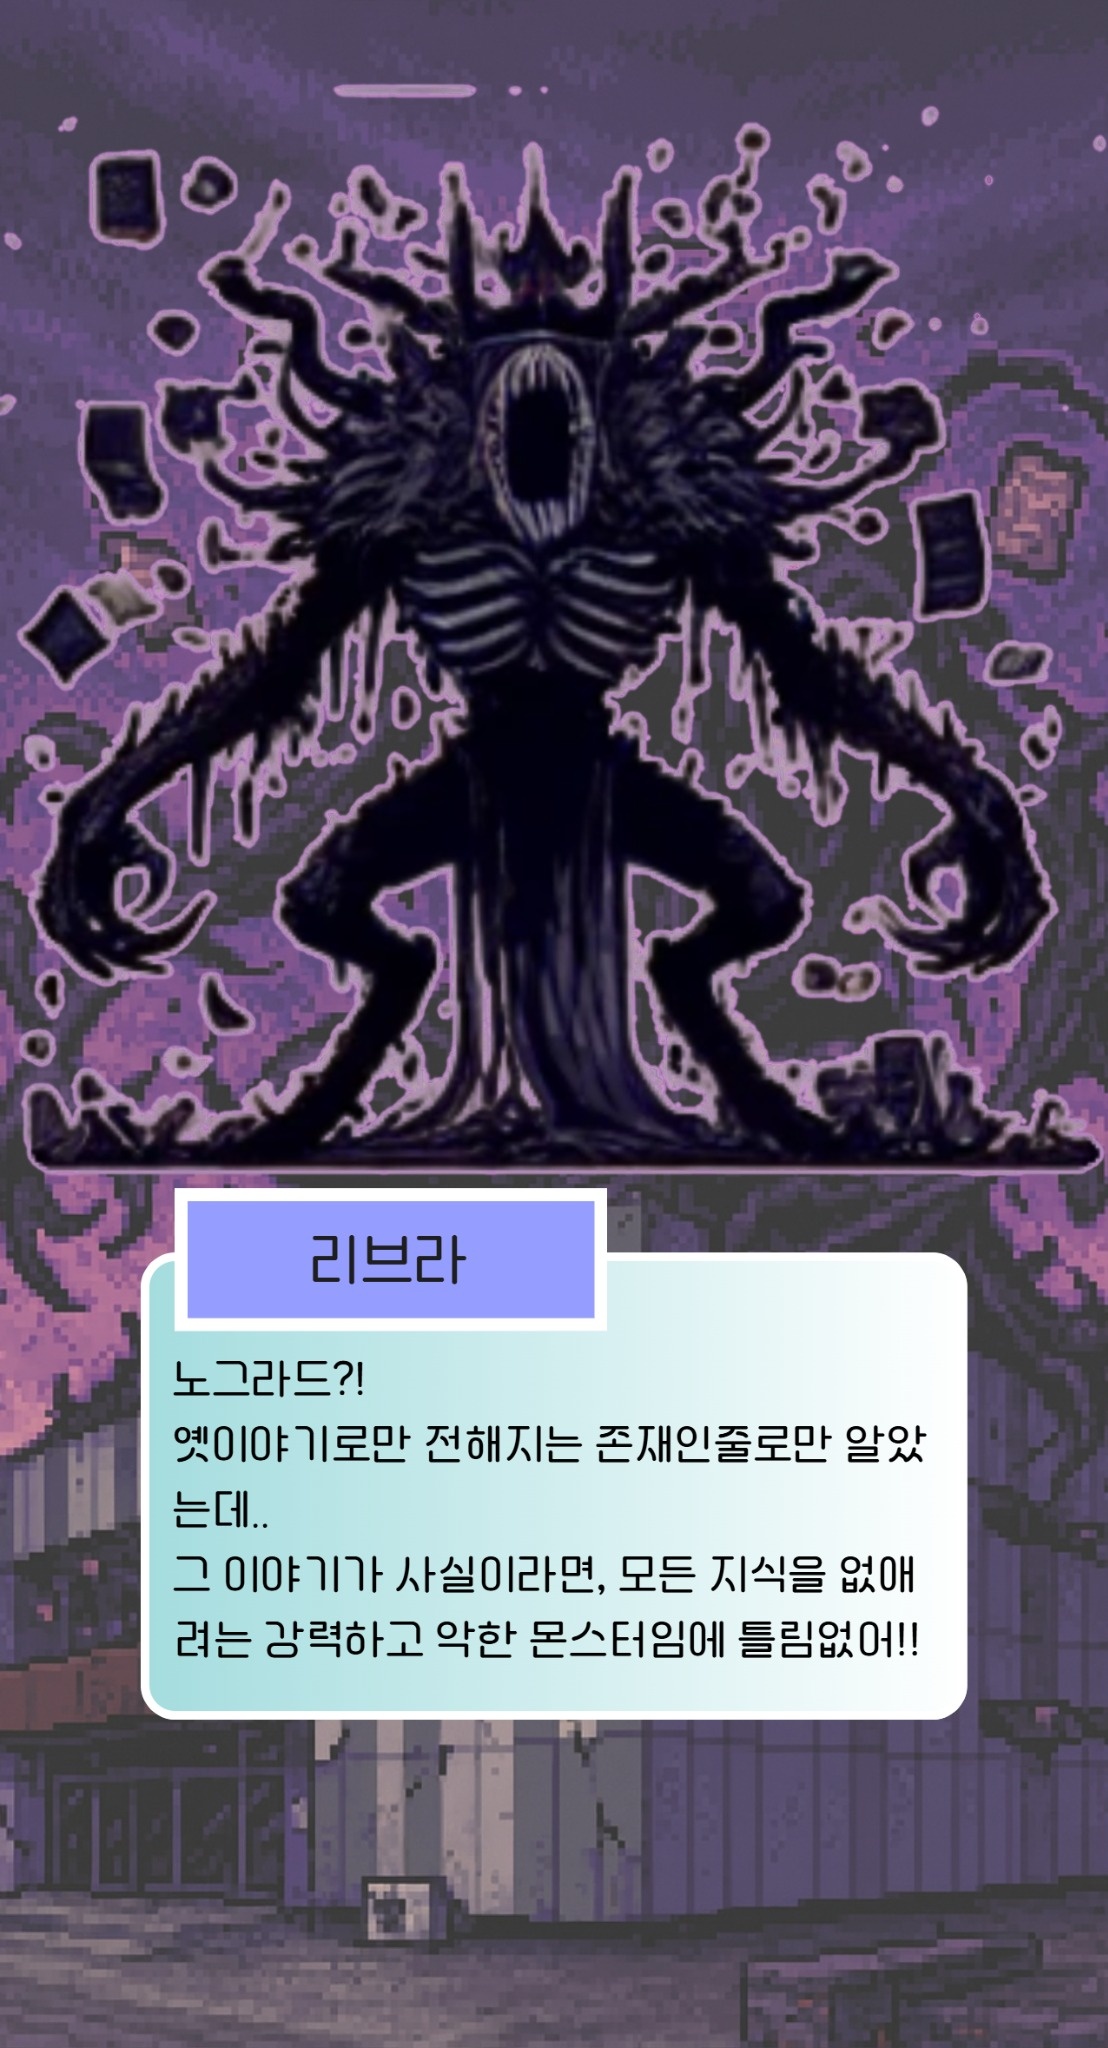 리브라
노그라드?!
옛이야기로만 전해지는 존재인줄로만 알았
는데..
그 이야기가 사실이라면, 모든 지식을 없애
려는 강력하고 악한 몬스터임에 틀림없어!!